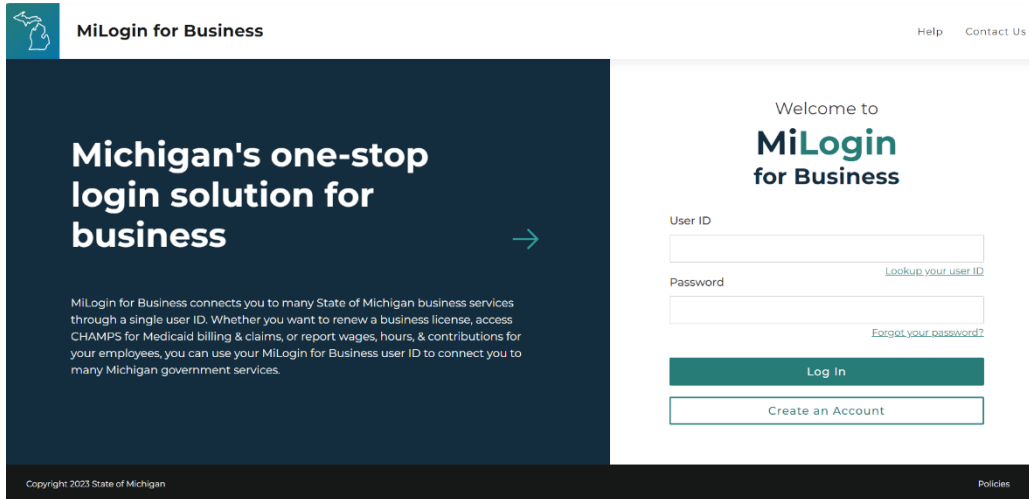 MiLogin for Business
Help
Contact Us
Michigan's one-stop
login solution for
business
MiLogin for Business connects you to many State of Michigan business services
through a single user ID. Whether you want to renew a business license, access
CHAMPS for Medicaid billing & claims, or report wages, hours, & contributions for
your employees, you can use your MiLogin for Business user ID to connect you to
many Michigan government services.
Welcome to
MiLogin
for Business
User ID
Lookup your user ID
Password
Forgot your password?
Log In
Create an Account
Copyright 2023 State of Michigan
Policies